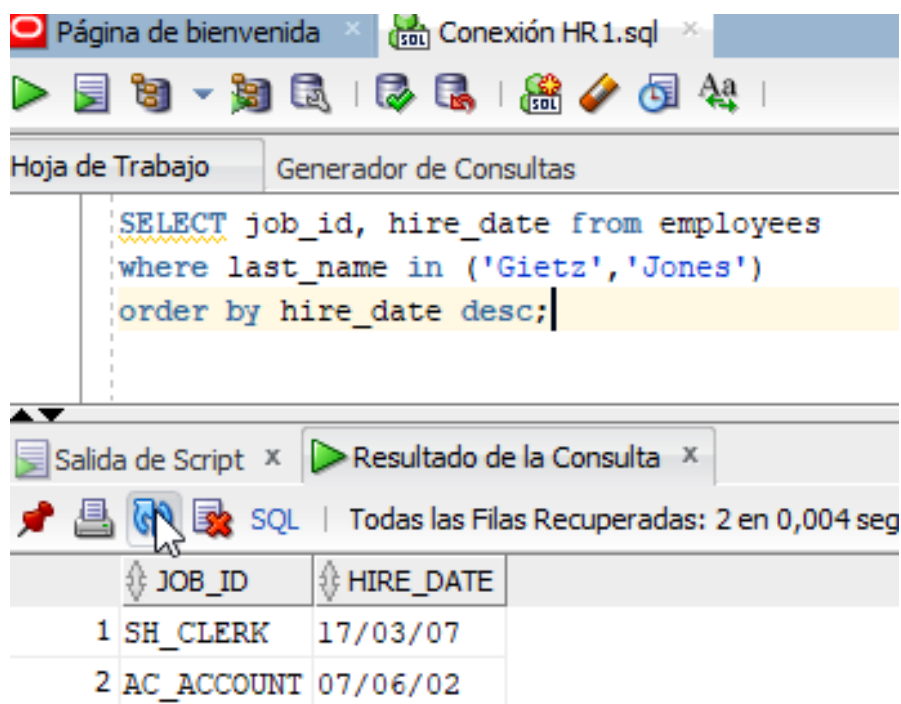 Página de bienvenida
Conexión HR1.sql
Hoja de Trabajo
Generador de Consultas
SELECT job_id, hire_date from employees
where last_name in ('Gietz','Jones')
order by hire_date desc;
Salida de Script
Resultado de la Consulta
SQL | Todas las Filas Recuperadas: 2 en 0,004 seg
JOB_ID HIRE_DATE
1 SH_CLERK 17/03/07
2 AC_ACCOUNT 07/06/02